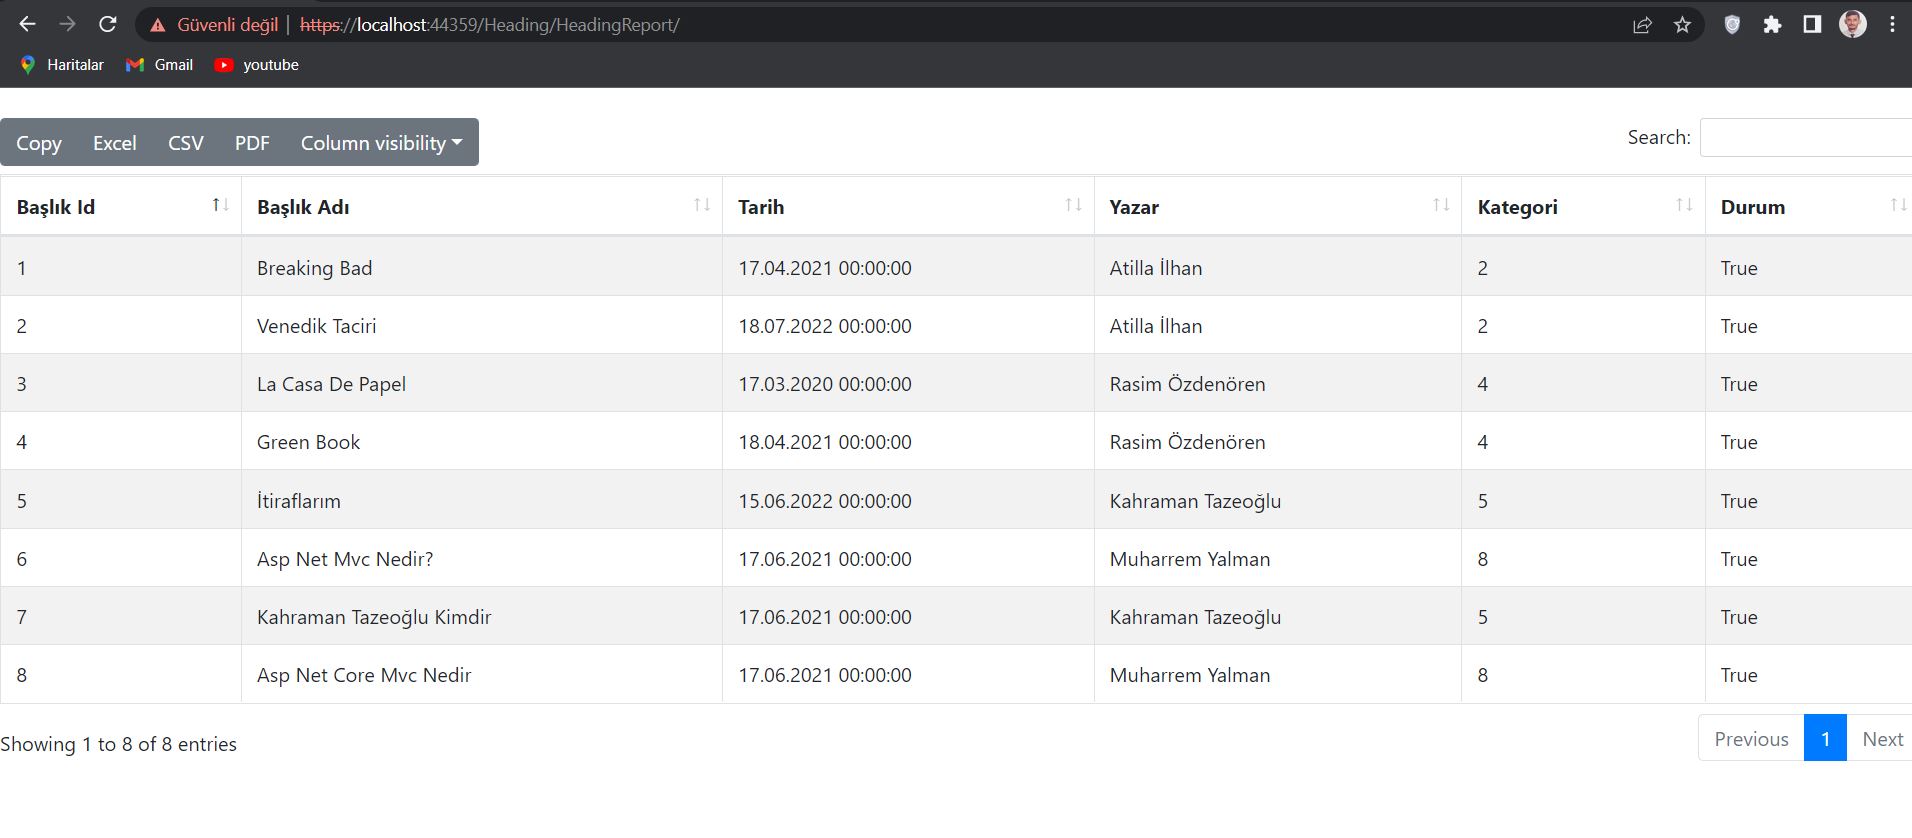 Güvenli değil | https://localhost:44359/Heading/HeadingReport/
Haritalar Gmail youtube
Copy Excel CSV PDF Column visibility Search:
Başlık Id Başlık Adı Tarih Yazar Kategori Durum
1 Breaking Bad 17.04.2021 00:00:00 Atilla İlhan 2 True
2 Venedik Taciri 18.07.2022 00:00:00 Atilla İlhan 2 True
3 La Casa De Papel 17.03.2020 00:00:00 Rasim Özdenören 4 True
4 Green Book 18.04.2021 00:00:00 Rasim Özdenören 4 True
5 İtiraflarım 15.06.2022 00:00:00 Kahraman Tazeoğlu 5 True
6 Asp Net Mvc Nedir? 17.06.2021 00:00:00 Muharrem Yalman 8 True
7 Kahraman Tazeoğlu Kimdir 17.06.2021 00:00:00 Kahraman Tazeoğlu 5 True
8 Asp Net Core Mvc Nedir 17.06.2021 00:00:00 Muharrem Yalman 8 True
Showing 1 to 8 of 8 entries Previous 1 Next